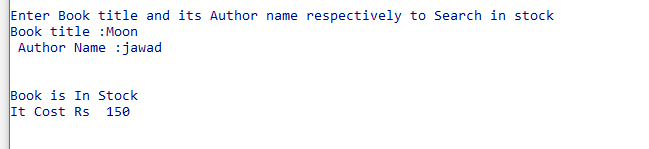 Enter Book title and its Author name respectively to Search in stock
Book title :Moon
Author Name :jawad
Book is In Stock
It Cost Rs  150